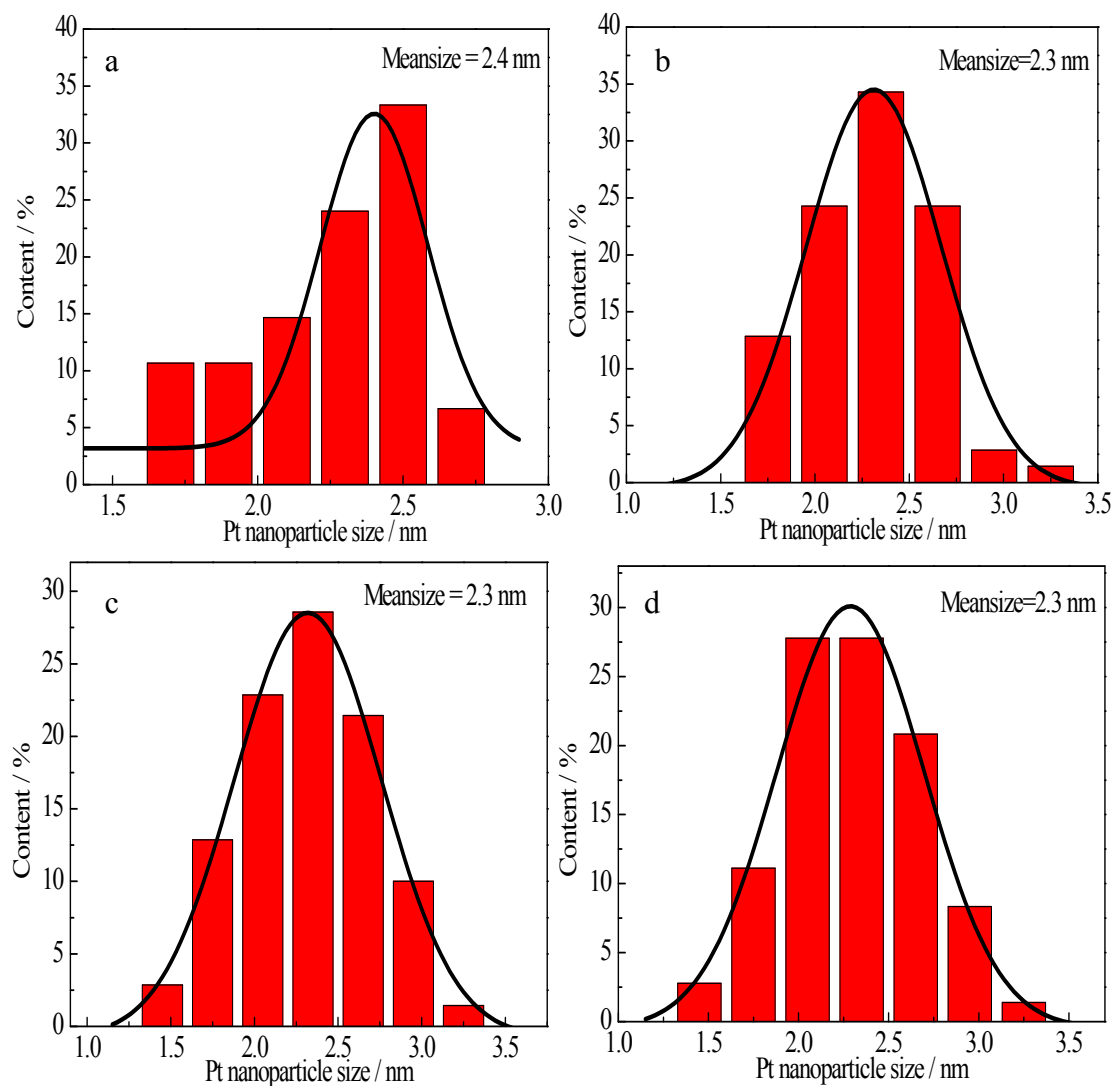 a
Meansize = 2.4 nm
Content / %
40
35
30
25
20
15
10
5
0
1.5 2.0 2.5 3.0
Pt nanoparticle size / nm
b
Meansize=2.3 nm
Content / %
40
35
30
25
20
15
10
5
0
1.0 1.5 2.0 2.5 3.0 3.5
Pt nanoparticle size / nm
c
Meansize = 2.3 nm
Content / %
30
25
20
15
10
5
0
1.0 1.5 2.0 2.5 3.0 3.5
Pt nanoparticle size / nm
d
Meansize=2.3 nm
Content / %
30
25
20
15
10
5
0
1.0 1.5 2.0 2.5 3.0 3.5
Pt nanoparticle size / nm